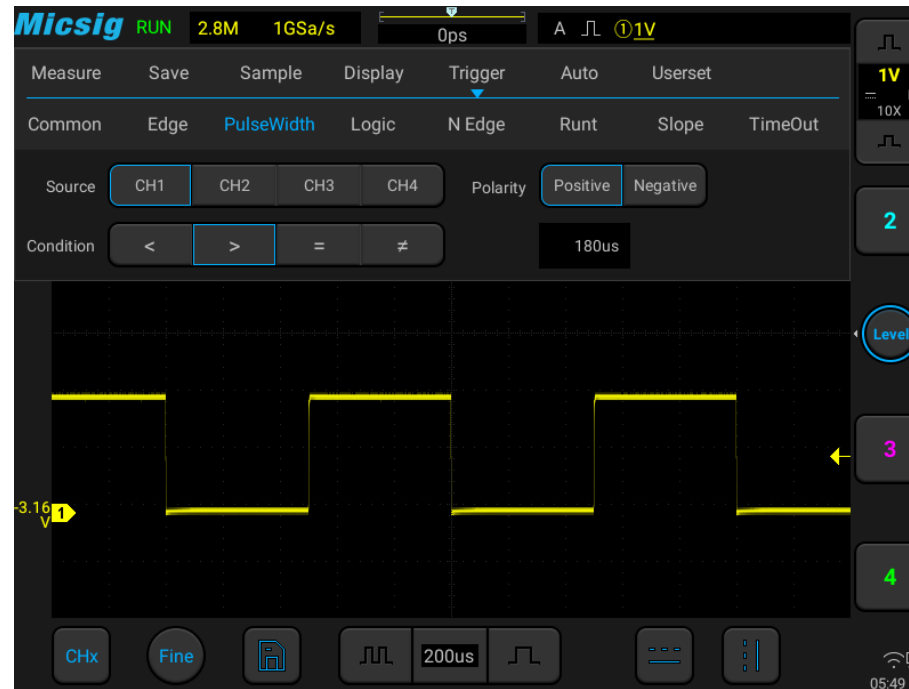 Micsig RUN 2.8M 1GSa/s T 0ps A ①1V
Measure Save Sample Display Trigger Auto Userset
Common Edge PulseWidth Logic N Edge Runt Slope TimeOut
Source CH1 CH2 CH3 CH4 Polarity Positive Negative
Condition < > = ≠ 180us
1V
10X
2
Level
3
-3.16
V
1
4
CHx Fine 200us
05:49